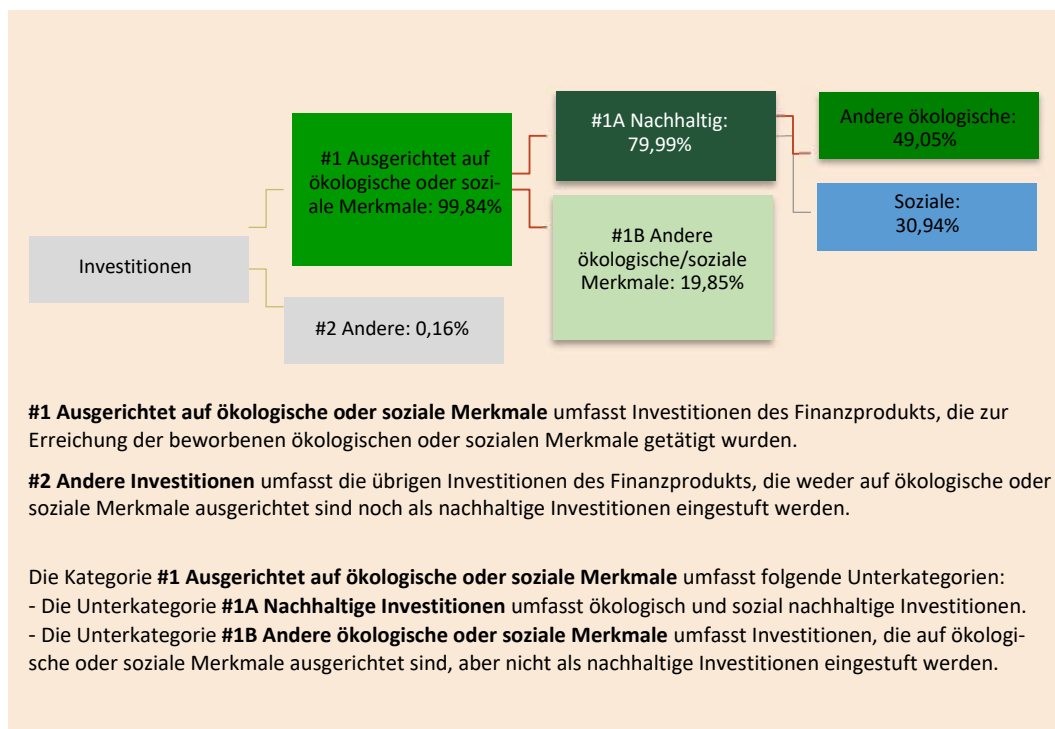 Investitionen
#1 Ausgerichtet auf
ökologische oder sozi-
ale Merkmale: 99,84%
#2 Andere: 0,16%
#1A Nachhaltig:
79,99%
#1B Andere
ökologische/soziale
Merkmale: 19,85%
Andere ökologische:
49,05%
Soziale:
30,94%
#1 Ausgerichtet auf ökologische oder soziale Merkmale umfasst Investitionen des Finanzprodukts, die zur
Erreichung der beworbenen ökologischen oder sozialen Merkmale getätigt wurden.
#2 Andere Investitionen umfasst die übrigen Investitionen des Finanzprodukts, die weder auf ökologische oder
soziale Merkmale ausgerichtet sind noch als nachhaltige Investitionen eingestuft werden.
Die Kategorie #1 Ausgerichtet auf ökologische oder soziale Merkmale umfasst folgende Unterkategorien:
- Die Unterkategorie #1A Nachhaltige Investitionen umfasst ökologisch und sozial nachhaltige Investitionen.
- Die Unterkategorie #1B Andere ökologische oder soziale Merkmale umfasst Investitionen, die auf ökologi-
sche oder soziale Merkmale ausgerichtet sind, aber nicht als nachhaltige Investitionen eingestuft werden.